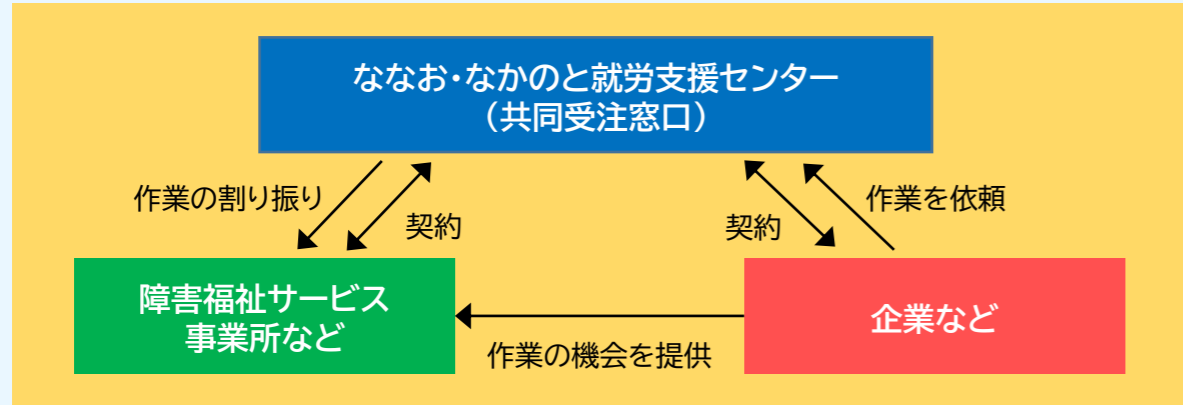 ななお・なかのと就労支援センター
（共同受注窓口）
作業の割り振り
契約
契約
作業を依頼
障害福祉サービス
事業所など
企業など
作業の機会を提供